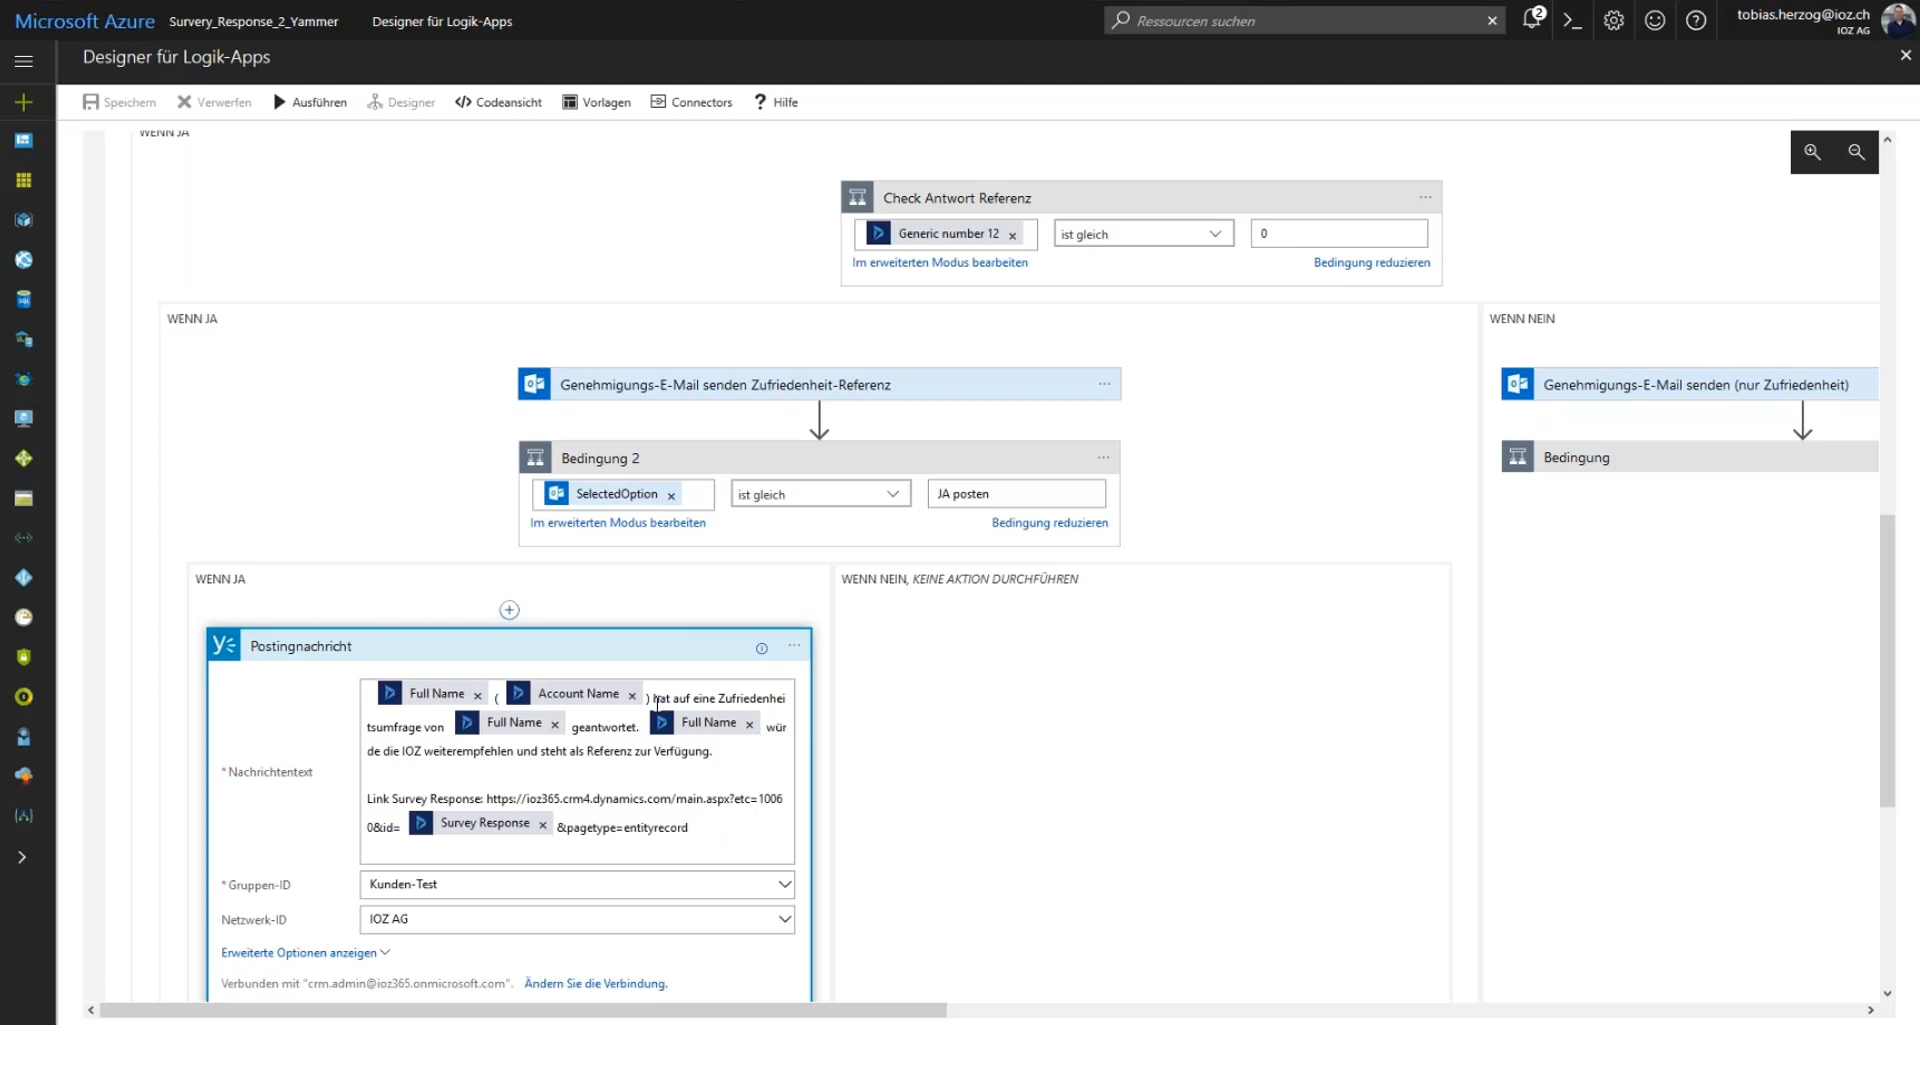 Microsoft Azure Survery_Response_2_Yammer Designer für Logik-Apps Ressourcen suchen 2 tobias.herzog@ioz.ch
IOZ AG
Designer für Logik-Apps
Speichern Verwerfen Ausführen Designer Codeansicht Vorlagen Connectors Hilfe
WENN JA
Check Antwort Referenz
Generic number 12 ist gleich 0
Im erweiterten Modus bearbeiten Bedingung reduzieren
WENN JA WENN NEIN
Genehmigungs-E-Mail senden Zufriedenheit-Referenz Genehmigungs-E-Mail senden (nur Zufriedenheit)
Bedingung 2 Bedingung
SelectedOption ist gleich JA posten
Im erweiterten Modus bearbeiten Bedingung reduzieren
WENN JA WENN NEIN, KEINE AKTION DURCHFÜHREN
Postingnachricht
Full Name ( Account Name ) hat auf eine Zufriedenhei
tsumfrage von Full Name geantwortet. Full Name wür
de die IOZ weiterempfehlen und steht als Referenz zur Verfügung.
* Nachrichtentext
Link Survey Response: https://ioz365.crm4.dynamics.com/main.aspx?etc=1006
0&id= Survey Response &pagetype=entityrecord
* Gruppen-ID Kunden-Test
Netzwerk-ID IOZ AG
Erweiterte Optionen anzeigen
Verbunden mit "crm.admin@ioz365.onmicrosoft.com". Ändern Sie die Verbindung.